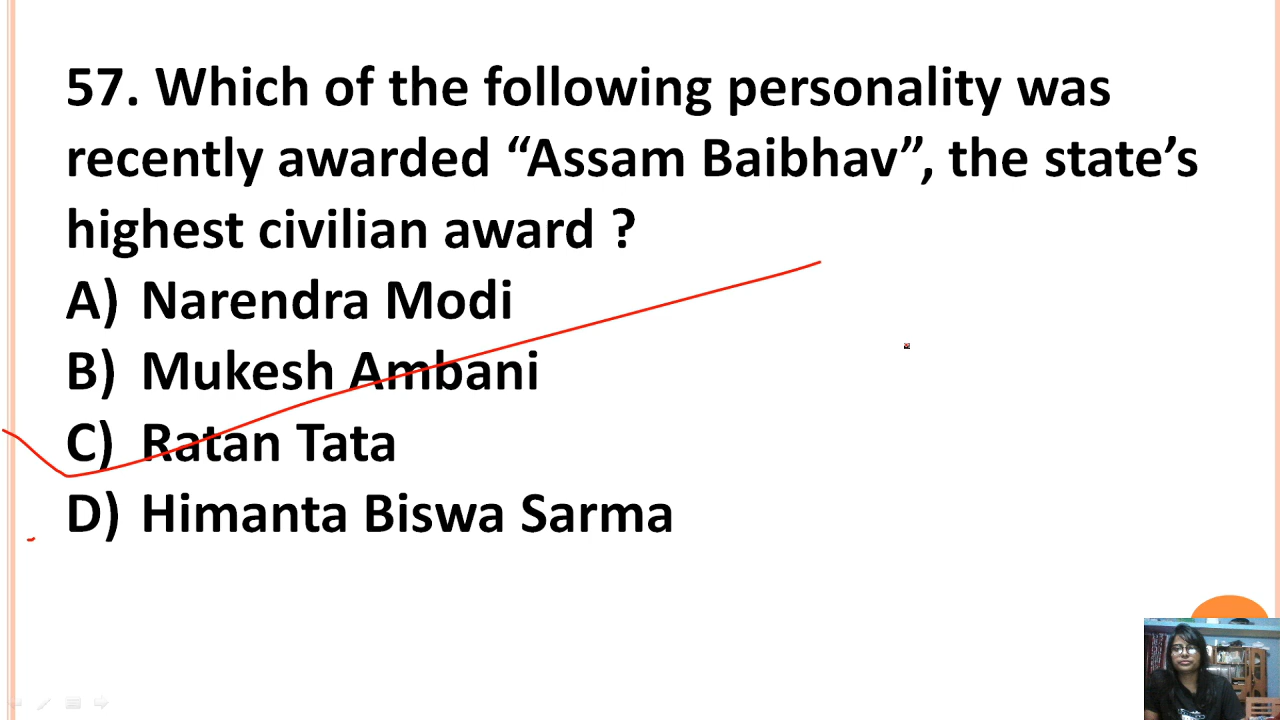 57. Which of the following personality was
recently awarded “Assam Baibhav”, the state’s
highest civilian award ?
A) Narendra Modi
B) Mukesh Ambani
C) Ratan Tata
D) Himanta Biswa Sarma